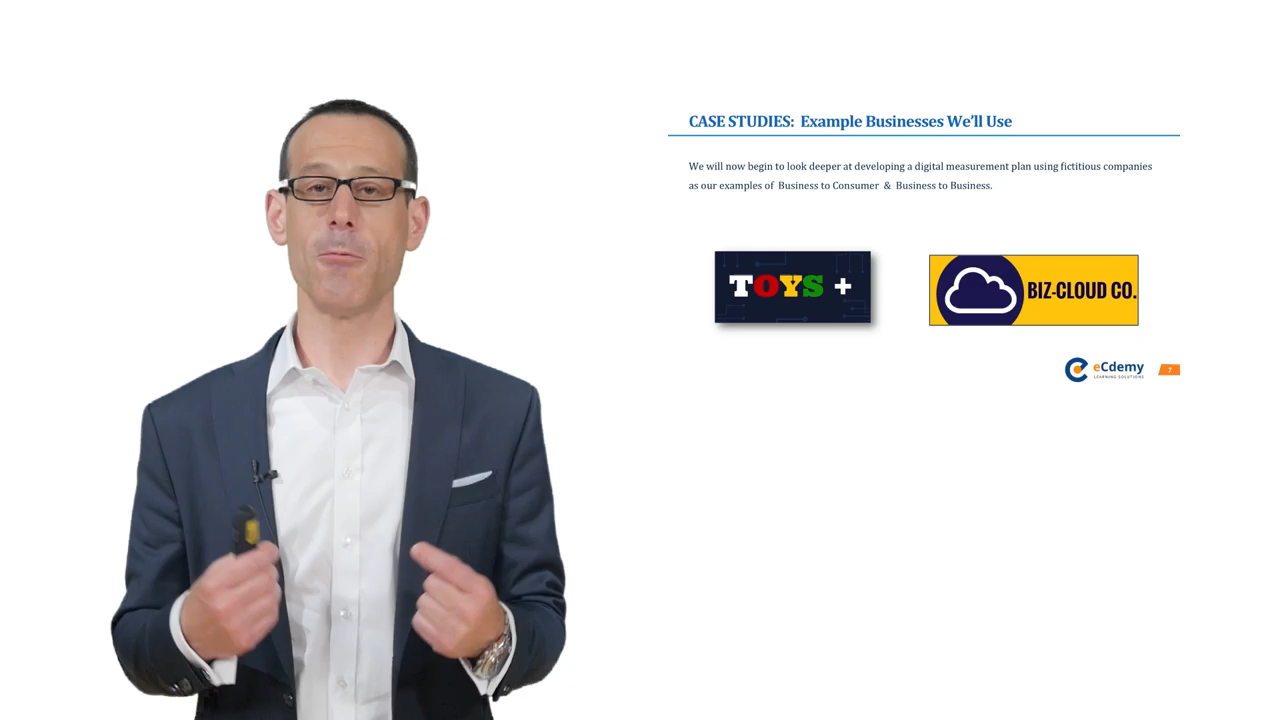 CASE STUDIES: Example Businesses We'll Use
We will now begin to look deeper at developing a digital measurement plan using fictitious companies
as our examples of Business to Consumer & Business to Business.
TOYS +
BIZ-CLOUD CO.
eCdemy
LEARNING SOLUTIONS
7